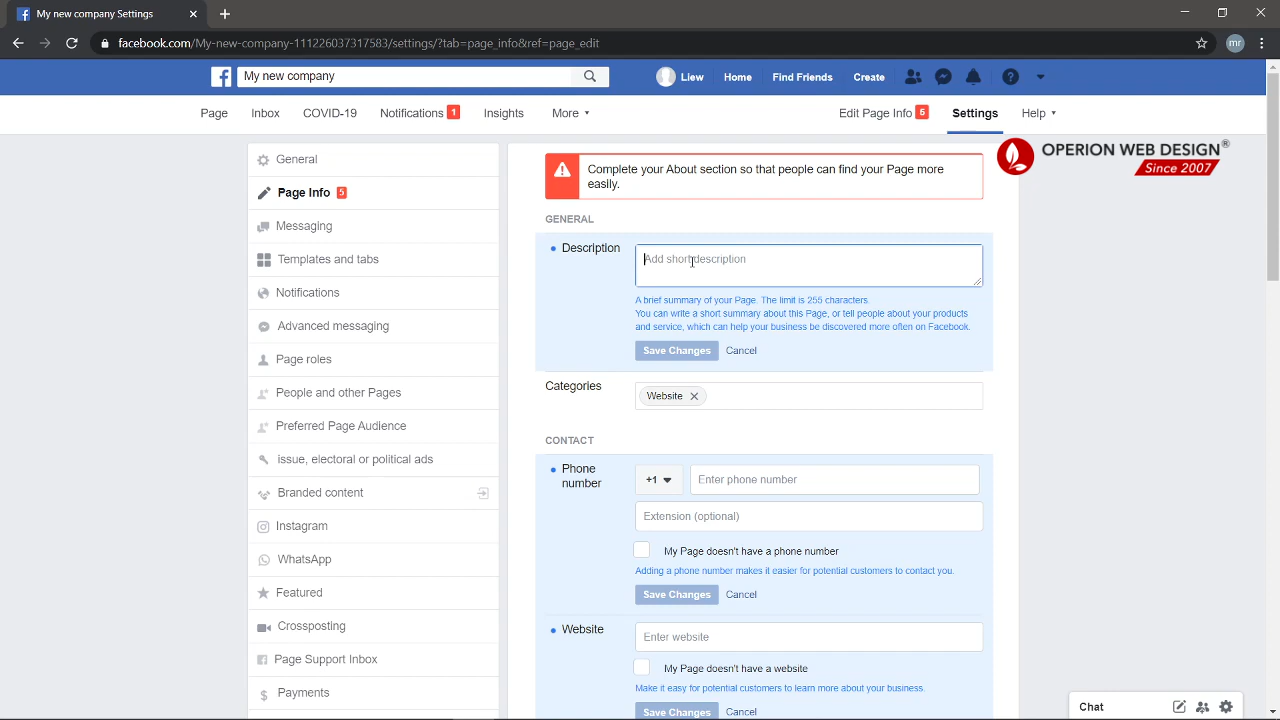 My new company Settings
facebook.com/My-new-company-111226037317583/settings/?tab=page_info&ref=page_edit
mr
My new company
Liew
Home
Find Friends
Create
Page
Inbox
COVID-19
Notifications 1
Insights
More
Edit Page Info 5
Settings
Help
OPERION WEB DESIGN®
Since 2007
General
Page Info 5
Messaging
Templates and tabs
Notifications
Advanced messaging
Page roles
People and other Pages
Preferred Page Audience
issue, electoral or political ads
Branded content
Instagram
WhatsApp
Featured
Crossposting
Page Support Inbox
Payments
Complete your About section so that people can find your Page more
easily.
GENERAL
Description
Add short description
A brief summary of your Page. The limit is 255 characters.
You can write a short summary about this Page, or tell people about your products
and service, which can help your business be discovered more often on Facebook.
Save Changes
Cancel
Categories
Website
CONTACT
Phone
number
+1
Enter phone number
Extension (optional)
My Page doesn't have a phone number
Adding a phone number makes it easier for potential customers to contact you.
Save Changes
Cancel
Website
Enter website
My Page doesn't have a website
Make it easy for potential customers to learn more about your business.
Save Changes
Cancel
Chat